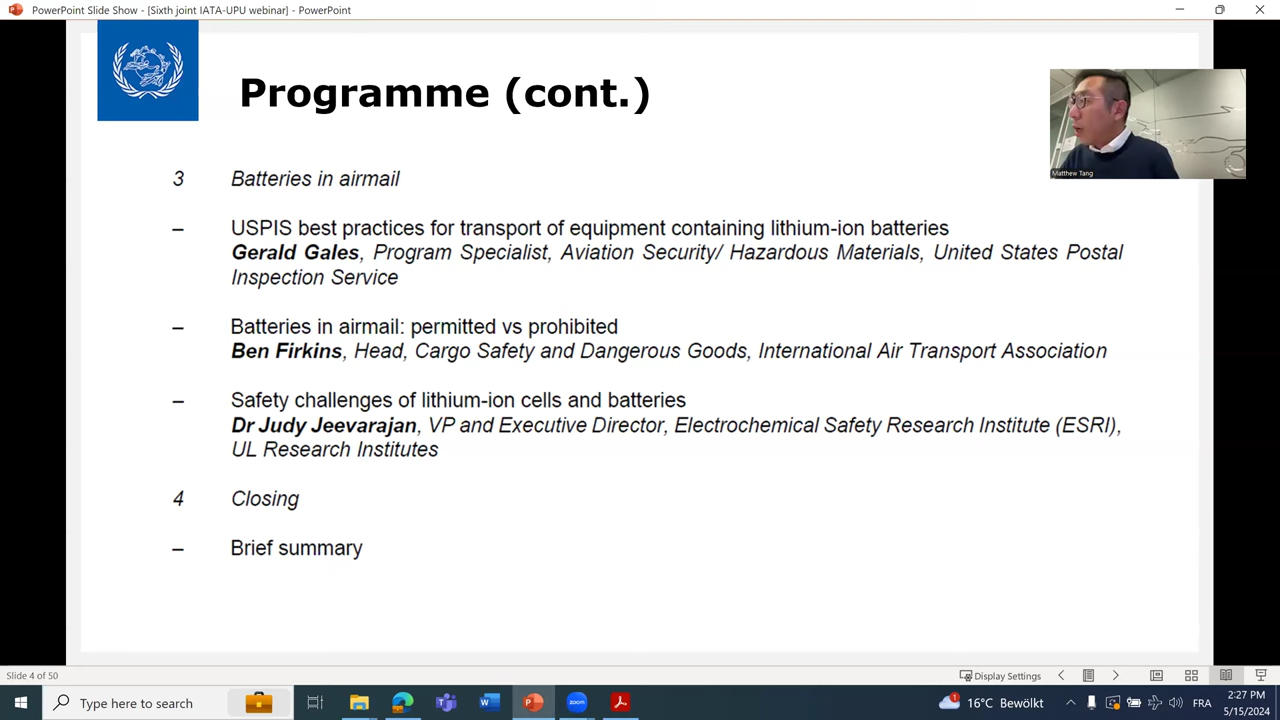 PowerPoint Slide Show - [Sixth joint IATA-UPU webinar] - PowerPoint
Programme (cont.)
Matthew Tang
3 Batteries in airmail
– USPIS best practices for transport of equipment containing lithium-ion batteries
Gerald Gales, Program Specialist, Aviation Security/ Hazardous Materials, United States Postal
Inspection Service
– Batteries in airmail: permitted vs prohibited
Ben Firkins, Head, Cargo Safety and Dangerous Goods, International Air Transport Association
– Safety challenges of lithium-ion cells and batteries
Dr Judy Jeevarajan, VP and Executive Director, Electrochemical Safety Research Institute (ESRI),
UL Research Institutes
4 Closing
– Brief summary
Slide 4 of 50
Display Settings
Type here to search
zoom
1
16°C Bewölkt
FRA
2:27 PM
5/15/2024